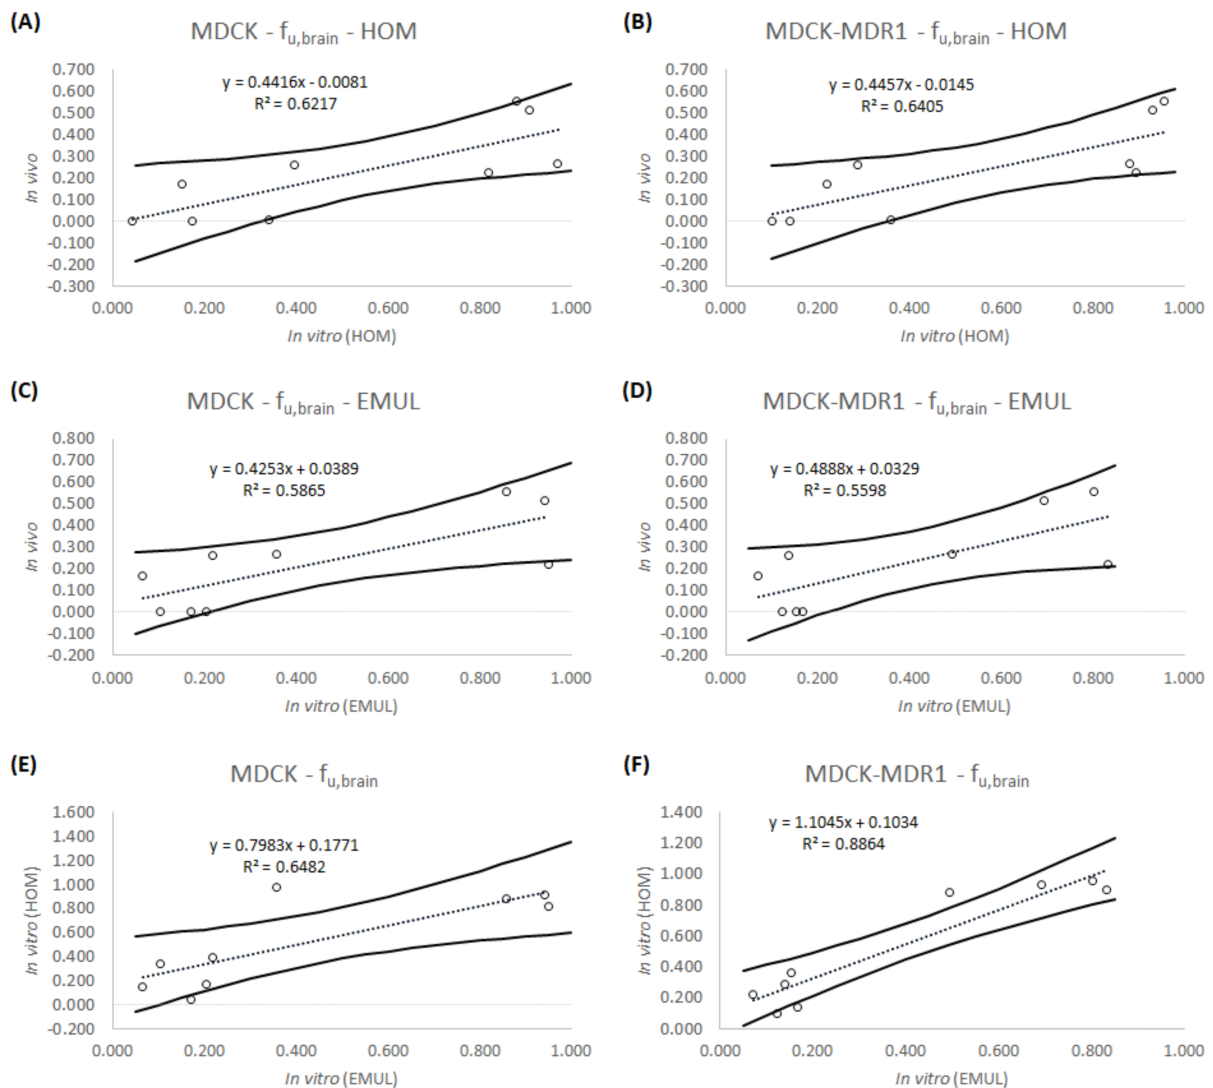 (A)
MDCK - fu,brain - HOM
y = 0.4416x - 0.0081
R² = 0.6217
In vivo
0.700
0.600
0.500
0.400
0.300
0.200
0.100
0.000
-0.100
-0.200
-0.300
0.000 0.200 0.400 0.600 0.800 1.000
In vitro (HOM)
(B)
MDCK-MDR1 - fu,brain - HOM
y = 0.4457x - 0.0145
R² = 0.6405
In vivo
0.700
0.600
0.500
0.400
0.300
0.200
0.100
0.000
-0.100
-0.200
-0.300
0.000 0.200 0.400 0.600 0.800 1.000
In vitro (HOM)
(C)
MDCK - fu,brain - EMUL
y = 0.4253x + 0.0389
R² = 0.5865
In vivo
0.800
0.700
0.600
0.500
0.400
0.300
0.200
0.100
0.000
-0.100
-0.200
0.000 0.200 0.400 0.600 0.800 1.000
In vitro (EMUL)
(D)
MDCK-MDR1 - fu,brain - EMUL
y = 0.4888x + 0.0329
R² = 0.5598
In vivo
0.800
0.700
0.600
0.500
0.400
0.300
0.200
0.100
0.000
-0.100
-0.200
0.000 0.200 0.400 0.600 0.800 1.000
In vitro (EMUL)
(E)
MDCK - fu,brain
y = 0.7983x + 0.1771
R² = 0.6482
In vitro (HOM)
1.600
1.400
1.200
1.000
0.800
0.600
0.400
0.200
0.000
-0.200
0.000 0.200 0.400 0.600 0.800 1.000
In vitro (EMUL)
(F)
MDCK-MDR1 - fu,brain
y = 1.1045x + 0.1034
R² = 0.8864
In vitro (HOM)
1.400
1.200
1.000
0.800
0.600
0.400
0.200
0.000
0.000 0.200 0.400 0.600 0.800 1.000
In vitro (EMUL)